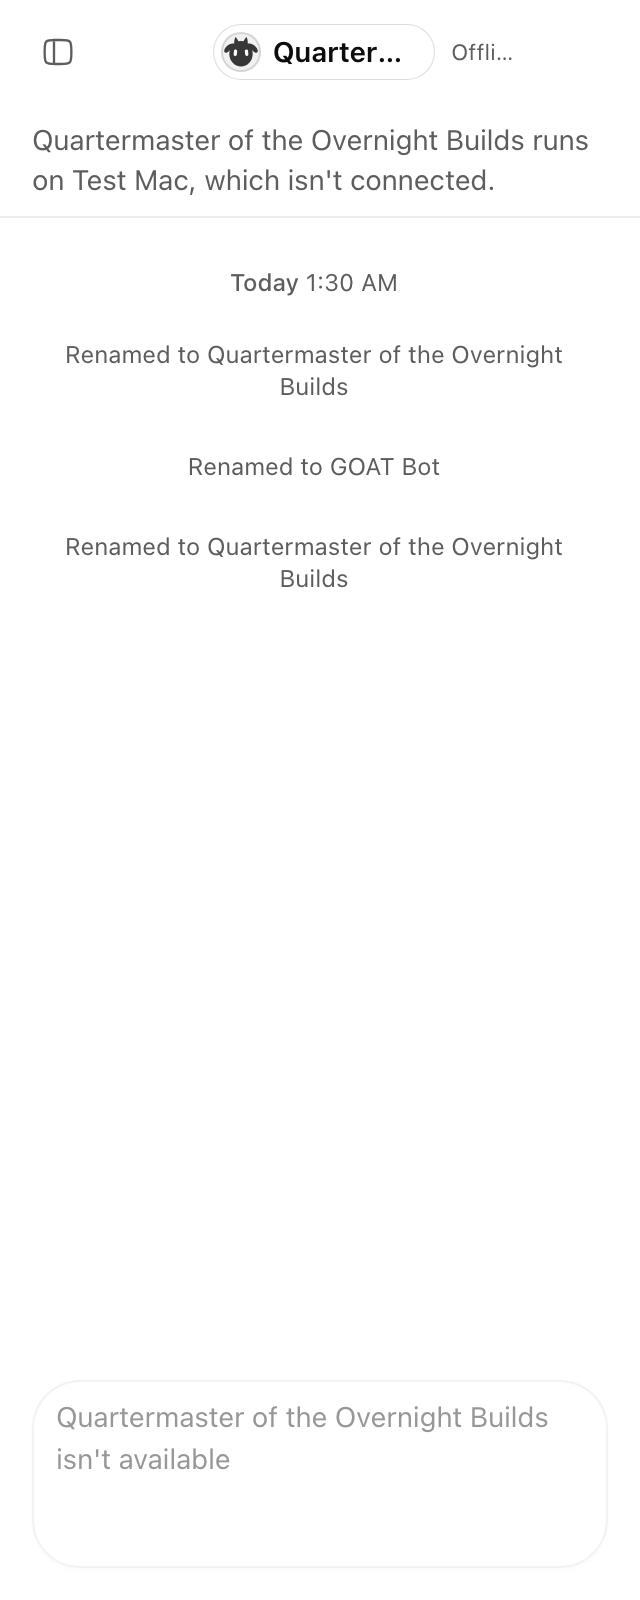 Quarter...
Offli...
Quartermaster of the Overnight Builds runs
on Test Mac, which isn't connected.
Today 1:30 AM
Renamed to Quartermaster of the Overnight
Builds
Renamed to GOAT Bot
Renamed to Quartermaster of the Overnight
Builds
Quartermaster of the Overnight Builds
isn't available